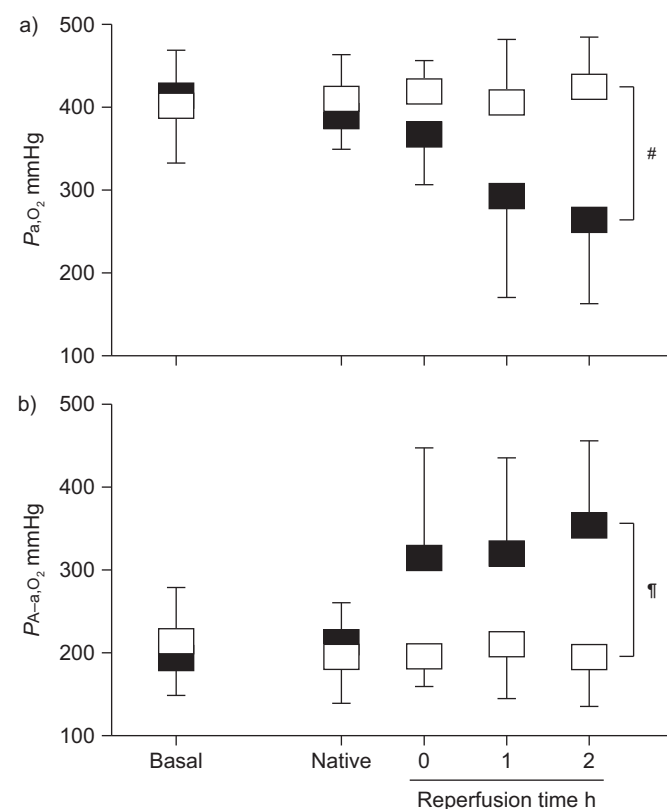 a)
500
400
300
200
100
Pa,O2 mmHg
#
b)
500
400
300
200
100
PA–a,O2 mmHg
¶
Basal Native 0 1 2
Reperfusion time h